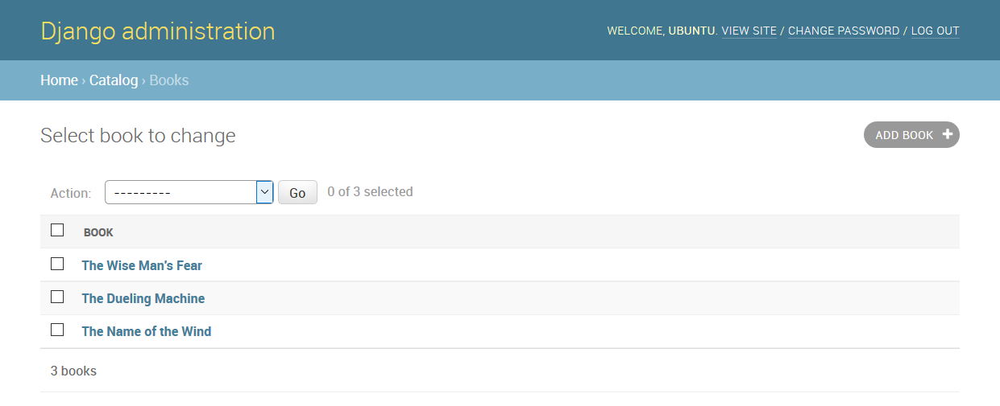 Django administration
WELCOME, UBUNTU. VIEW SITE / CHANGE PASSWORD / LOG OUT
Home › Catalog › Books
Select book to change
ADD BOOK +
Action: --------- Go 0 of 3 selected
BOOK
The Wise Man's Fear
The Dueling Machine
The Name of the Wind
3 books